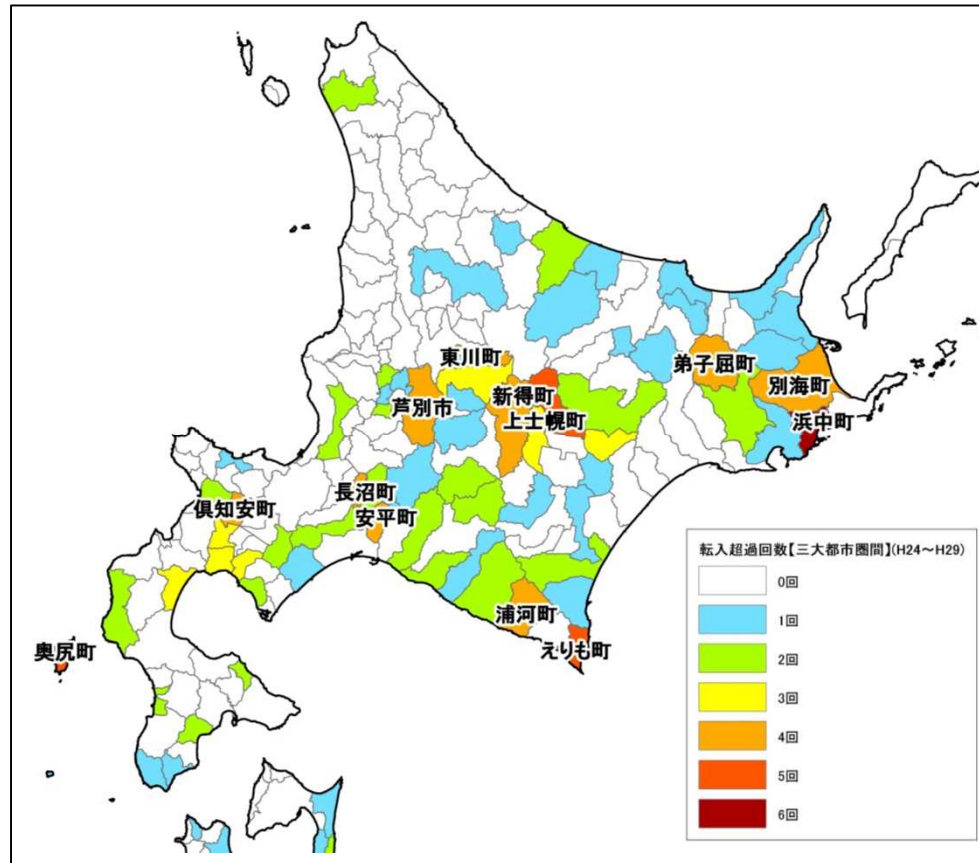 東川町
弟子屈町
新得町
別海町
芦別市
上士幌町
浜中町
長沼町
倶知安町
安平町
浦河町
奥尻町
えりも町
転入超過回数【三大都市圏間】(H24～H29)
0回
1回
2回
3回
4回
5回
6回